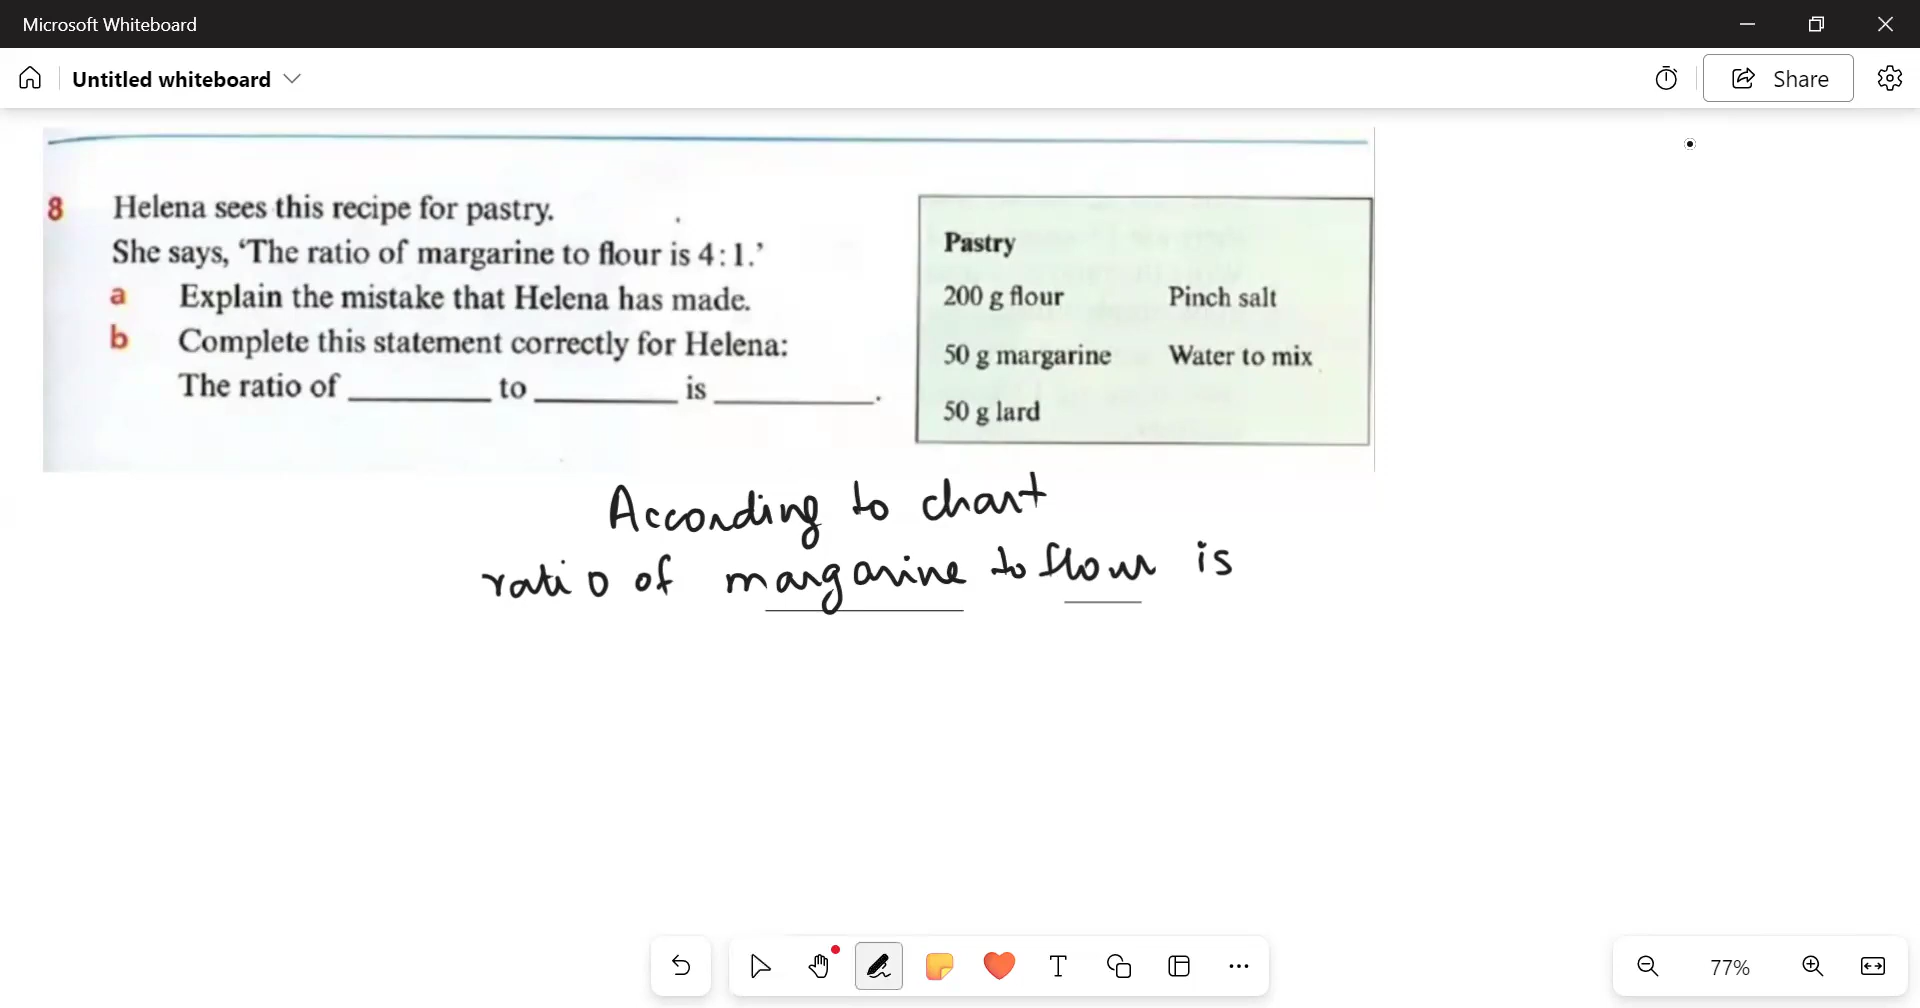 Microsoft Whiteboard
Untitled whiteboard
Share
8 Helena sees this recipe for pastry.
She says, ‘The ratio of margarine to flour is 4:1.’
a Explain the mistake that Helena has made.
b Complete this statement correctly for Helena:
The ratio of ________ to ________ is ________.
Pastry
200 g flour Pinch salt
50 g margarine Water to mix
50 g lard
According to chart
ratio of margarine to flour is
T
77%